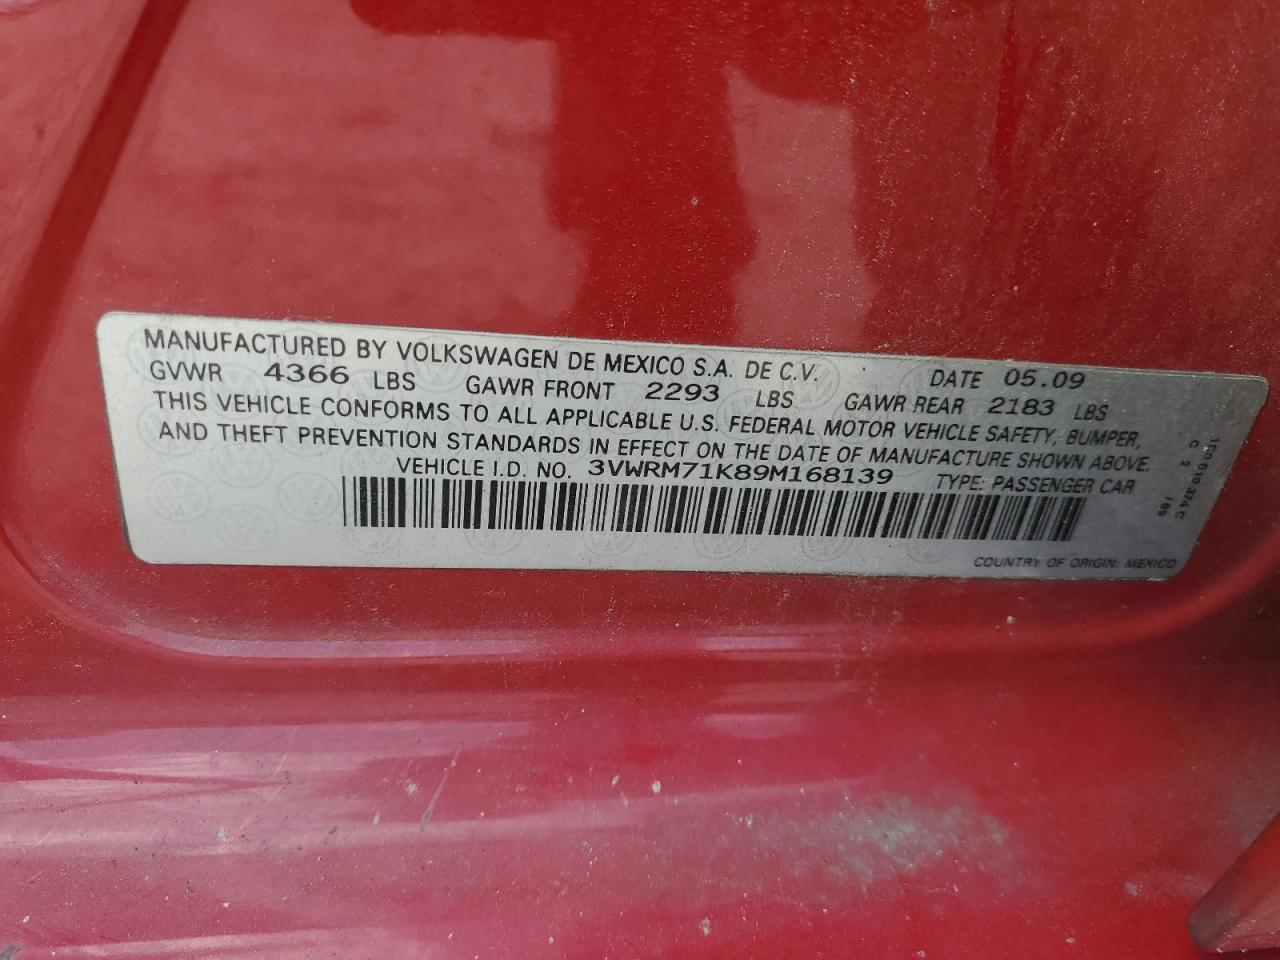 MANUFACTURED BY VOLKSWAGEN DE MEXICO S.A. DE C.V. DATE 05.09
GVWR 4366 LBS GAWR FRONT 2293 LBS GAWR REAR 2183 LBS
THIS VEHICLE CONFORMS TO ALL APPLICABLE U.S. FEDERAL MOTOR VEHICLE SAFETY, BUMPER,
AND THEFT PREVENTION STANDARDS IN EFFECT ON THE DATE OF MANUFACTURE SHOWN ABOVE.
VEHICLE I.D. NO. 3VWRM71K89M168139 TYPE: PASSENGER CAR
COUNTRY OF ORIGIN: MEXICO
C 2